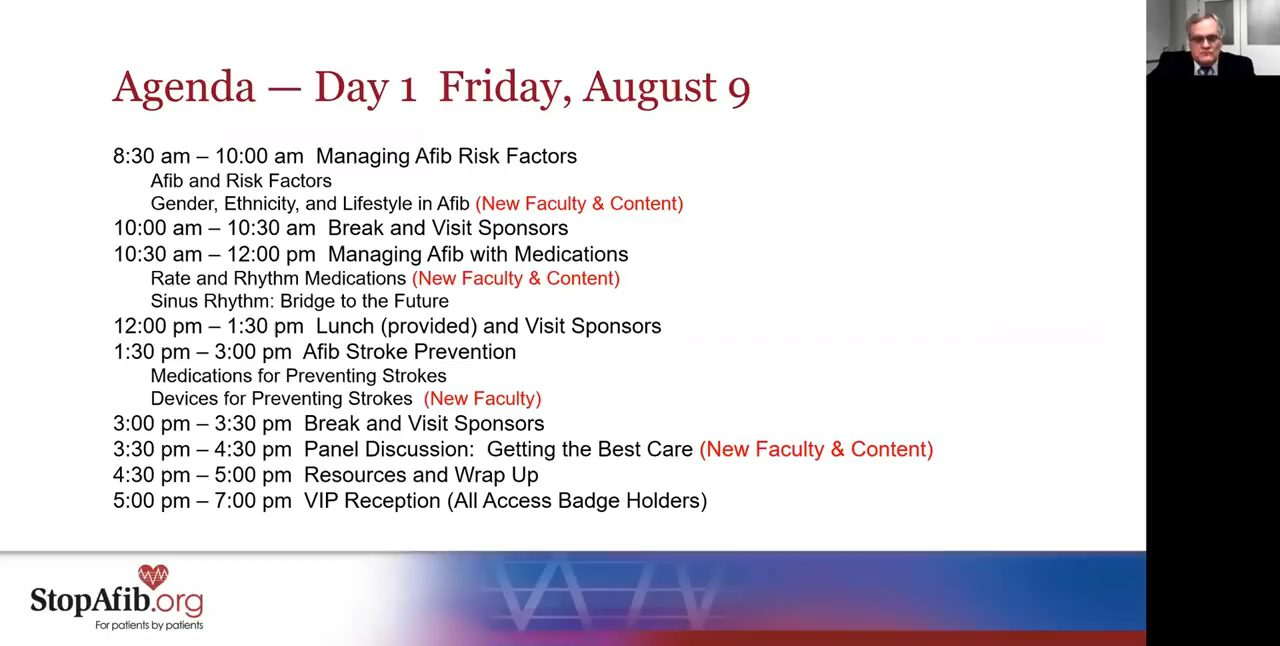 Agenda — Day 1 Friday, August 9
8:30 am – 10:00 am Managing Afib Risk Factors
Afib and Risk Factors
Gender, Ethnicity, and Lifestyle in Afib (New Faculty & Content)
10:00 am – 10:30 am Break and Visit Sponsors
10:30 am – 12:00 pm Managing Afib with Medications
Rate and Rhythm Medications (New Faculty & Content)
Sinus Rhythm: Bridge to the Future
12:00 pm – 1:30 pm Lunch (provided) and Visit Sponsors
1:30 pm – 3:00 pm Afib Stroke Prevention
Medications for Preventing Strokes
Devices for Preventing Strokes (New Faculty)
3:00 pm – 3:30 pm Break and Visit Sponsors
3:30 pm – 4:30 pm Panel Discussion: Getting the Best Care (New Faculty & Content)
4:30 pm – 5:00 pm Resources and Wrap Up
5:00 pm – 7:00 pm VIP Reception (All Access Badge Holders)
StopAfib.org
For patients by patients